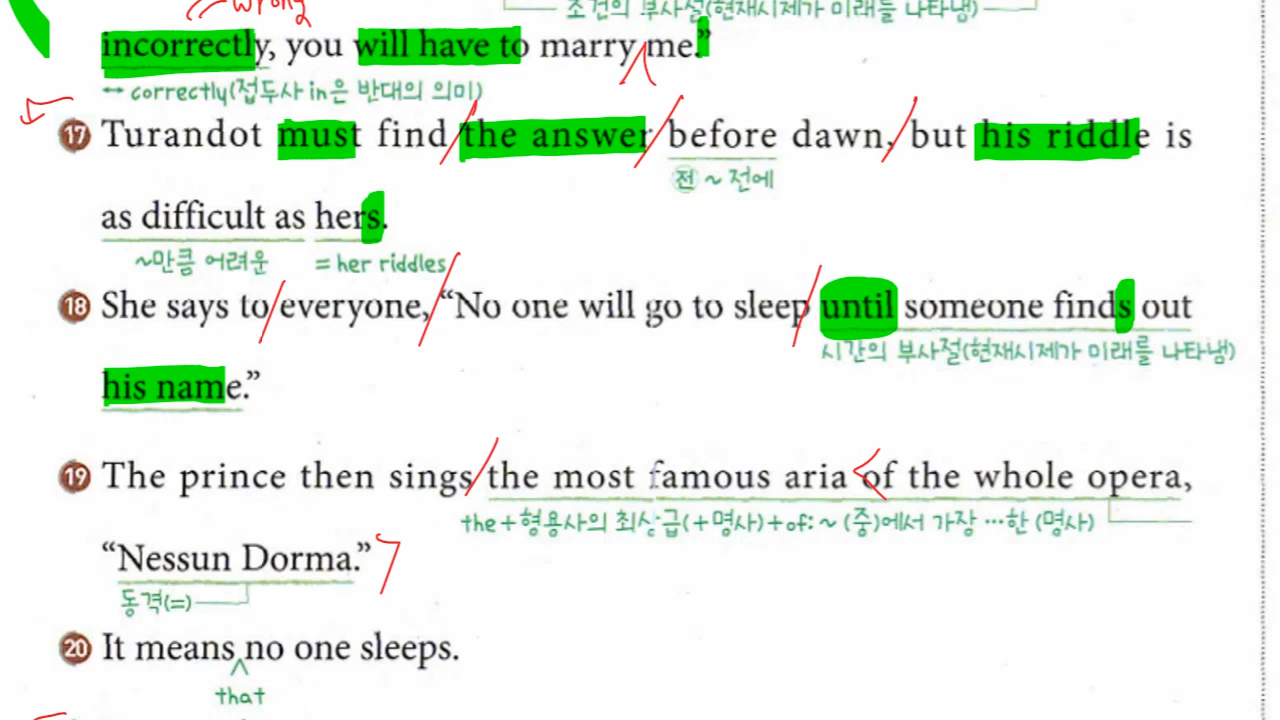 wrong
조건의 부사절(현재시제가 미래를 나타냄)
incorrectly, you will have to marry me.”
↔ correctly(접두사 in은 반대의 의미)
17 Turandot must find the answer before dawn, but his riddle is
전 ~ 전에
as difficult as hers.
~만큼 어려운 = her riddles
18 She says to everyone, “No one will go to sleep until someone finds out
시간의 부사절(현재시제가 미래를 나타냄)
his name.”
19 The prince then sings the most famous aria of the whole opera,
the+형용사의 최상급(+명사)+of: ~ (중)에서 가장 …한 (명사)
“Nessun Dorma.”
동격(=)
20 It means no one sleeps.
that